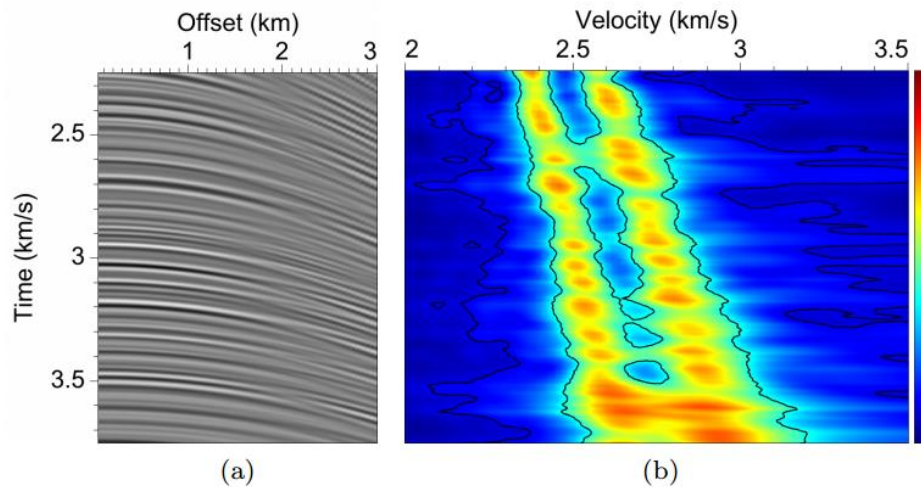 Offset (km)
1 2 3
Time (km/s)
2.5
3
3.5
(a)
Velocity (km/s)
2 2.5 3 3.5
(b)